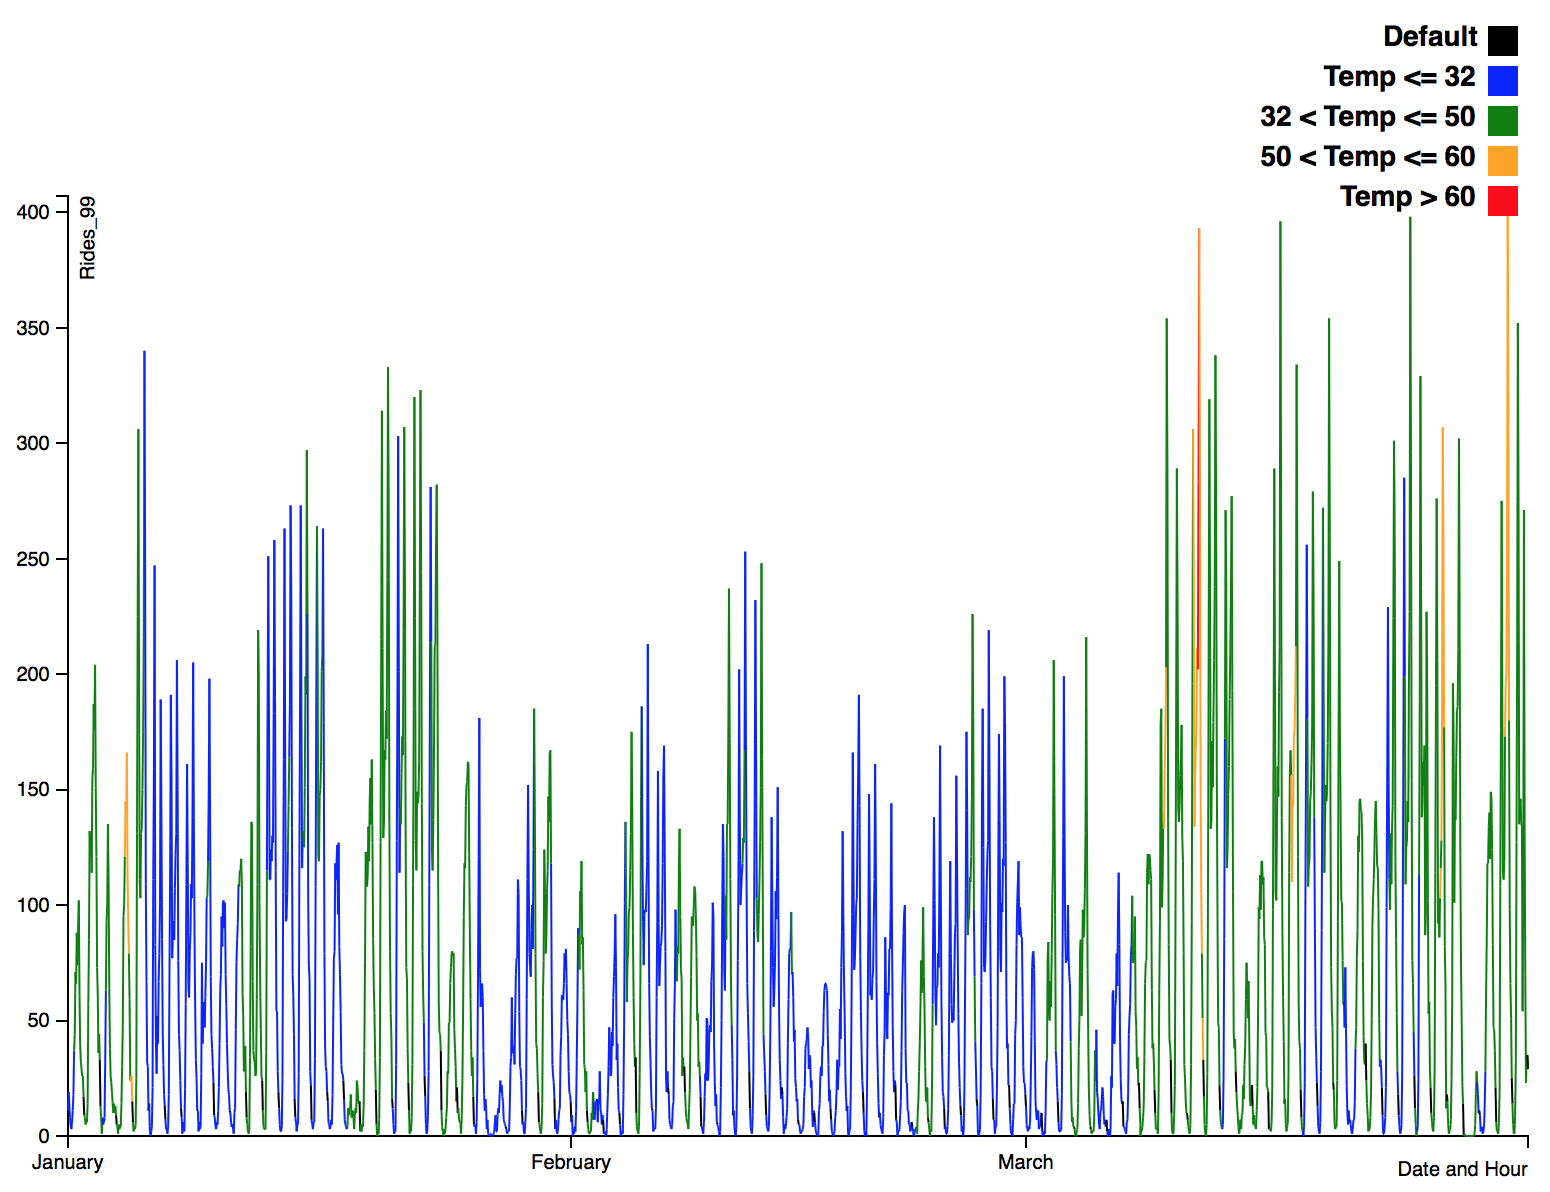 Default
Temp <= 32
32 < Temp <= 50
50 < Temp <= 60
Temp > 60
Rides_99
400
350
300
250
200
150
100
50
0
January
February
March
Date and Hour